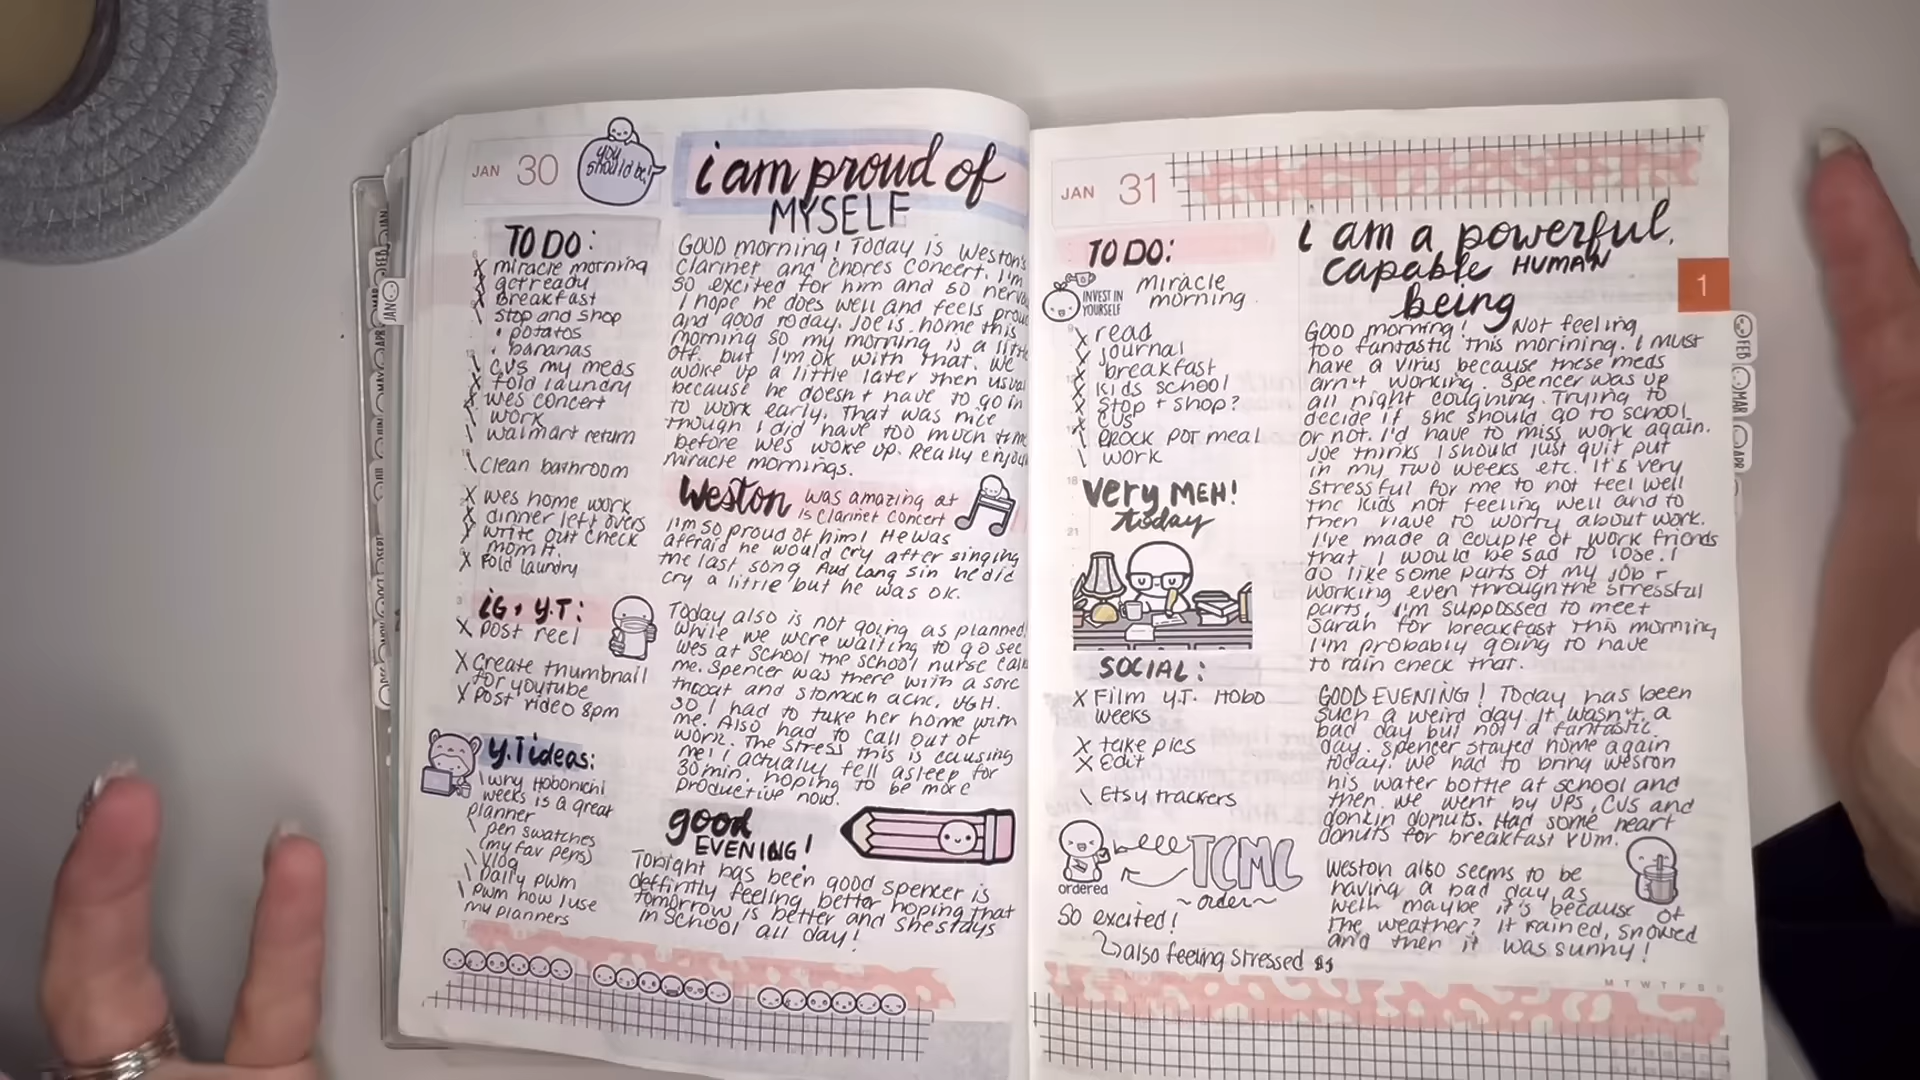 JAN 30
you should be!
i am proud of
MYSELF
TO DO:
X miracle morning
X get ready
X Breakfast
\ stop and shop
• potatos
• bananas
\ CVS my meds
X fold laundry
X wes concert
\ work
\ walmart return
\ clean bathroom
X wes home work
X dinner left overs
X write out check
mom H.
X Fold laundry
IG + Y.T:
X post reel
X Create thumbnail
for youtube
X Post video 8pm
Y.T ideas:
\ why Hobonichi
weeks is a great
planner
\ pen swatches
(my fav pens)
\ Vlog
\ Daily pwm
\ pwm how I use
my planners
GOOD morning! Today is Weston's
clarinet and chores concert. I'm
so excited for him and so
I hope he does well and feels
and good today. Joe is home this
morning so my morning is a
off. but I'm ok with that. we
woke up a little later then
because he doesn't have to go in
to work early. That was nice
though I did have too much
before wes woke up. Really
miracle mornings.
Weston was amazing at
is Clarinet concert
I'm so proud of him! He was
afraid he would cry after singing
the last song Aud Lang Sin he did
cry a little but he was ok.
Today also is not going as planned!
While we were waiting to go see
wes at School the school nurse
me. Spencer was there with a sore
throat and stomach ache. UGH.
so I had to take her home with
me. Also had to call out of
work. The stress this is causing
me! I actually fell asleep for
30 min. hoping to be more
productive now.
good
EVENING!
Tonight has been good spencer is
deffintly feeling better hoping that
tomorrow is better and she stays
in School all day!
JAN 31
i am a powerful,
capable HUMAN
being
1
TO DO:
INVEST IN
YOURSELF
miracle
morning
X read
\ journal
X breakfast
X kids school
X Stop + shop?
X CVS
\ crock pot meal
\ work
18
very MEH!
today
21
SOCIAL:
X Film Y.T. Hobo
weeks
X take pics
X Edit
\ Etsy trackers
ordered
TCMC
~ order ~
So excited!
also feeling stressed
GOOD morning! Not feeling
too fantastic this morining. I must
have a virus because these meds
arn't working. Spencer was up
all night coughing. Trying to
decide if she should go to school
or not. I'd have to miss work again.
Joe thinks I should just quit put
in my two weeks etc. It's very
stressful for me to not feel well
the kids not feeling well and to
then have to worry about work.
I've made a couple of work friends
that I would be sad to lose. I
do like some parts of my job +
working even through the stressful
parts. I'm suppossed to meet
Sarah for breakfast this morning
I'm probably going to have
to rain check that.
GOOD EVENING! Today has been
such a weird day. It wasn't a
bad day but not a fantastic
day. Spencer stayed home again
today. we had to bring weston
his water bottle at school and
then we went by UPS, CVS and
donkin donuts. Had some heart
donuts for breakfast YUM.
Weston also seems to be
having a bad day as
well maybe it's because of
the weather? It rained, snowed
and then it was sunny!
M T W T F S S
JAN
FEB
MAR
APR
JAN
FEB
MAR
APR